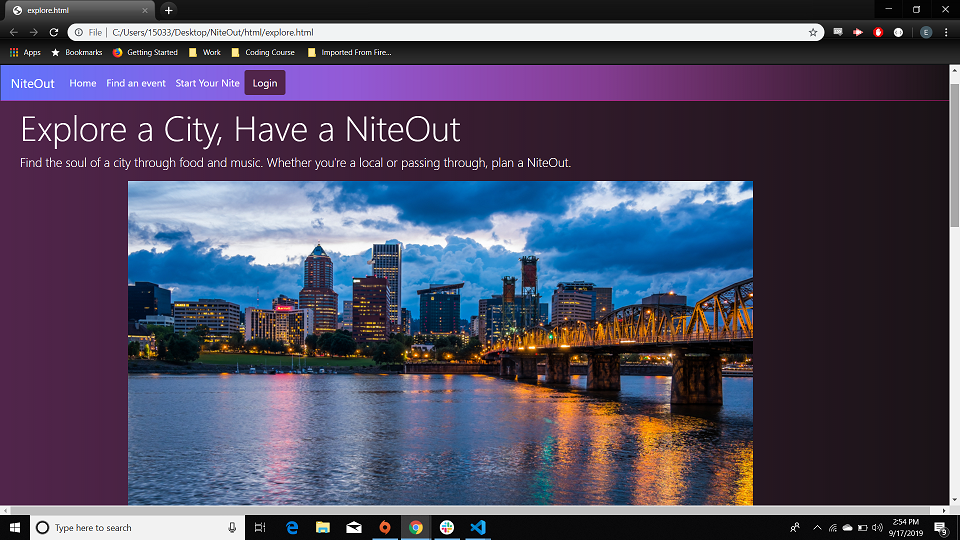 explore.html
File | C:/Users/15033/Desktop/NiteOut/html/explore.html
E
Apps Bookmarks Getting Started Work Coding Course Imported From Fire...
NiteOut Home Find an event Start Your Nite Login
Explore a City, Have a NiteOut
Find the soul of a city through food and music. Whether you're a local or passing through, plan a NiteOut.
Type here to search
2:54 PM
9/17/2019
9